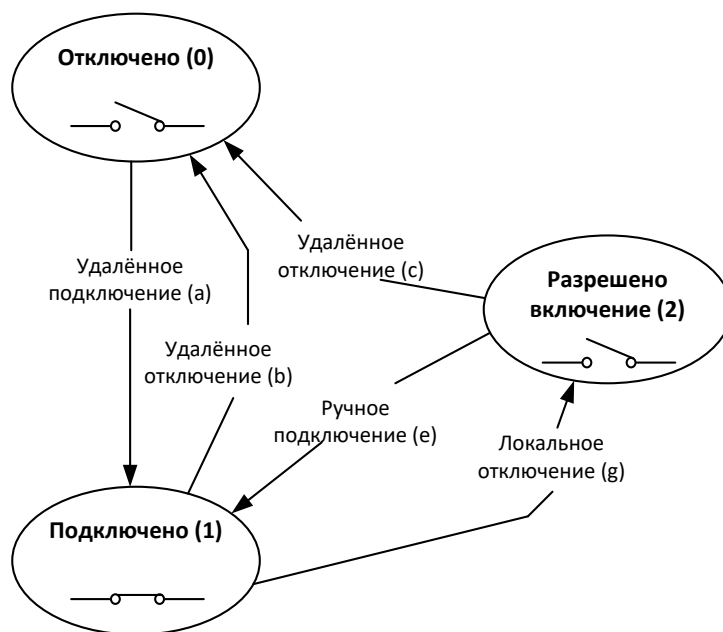 Отключено (0)
Удалённое
подключение (a)
Удалённое
отключение (b)
Удалённое
отключение (c)
Разрешено
включение (2)
Ручное
подключение (e)
Локальное
отключение (g)
Подключено (1)